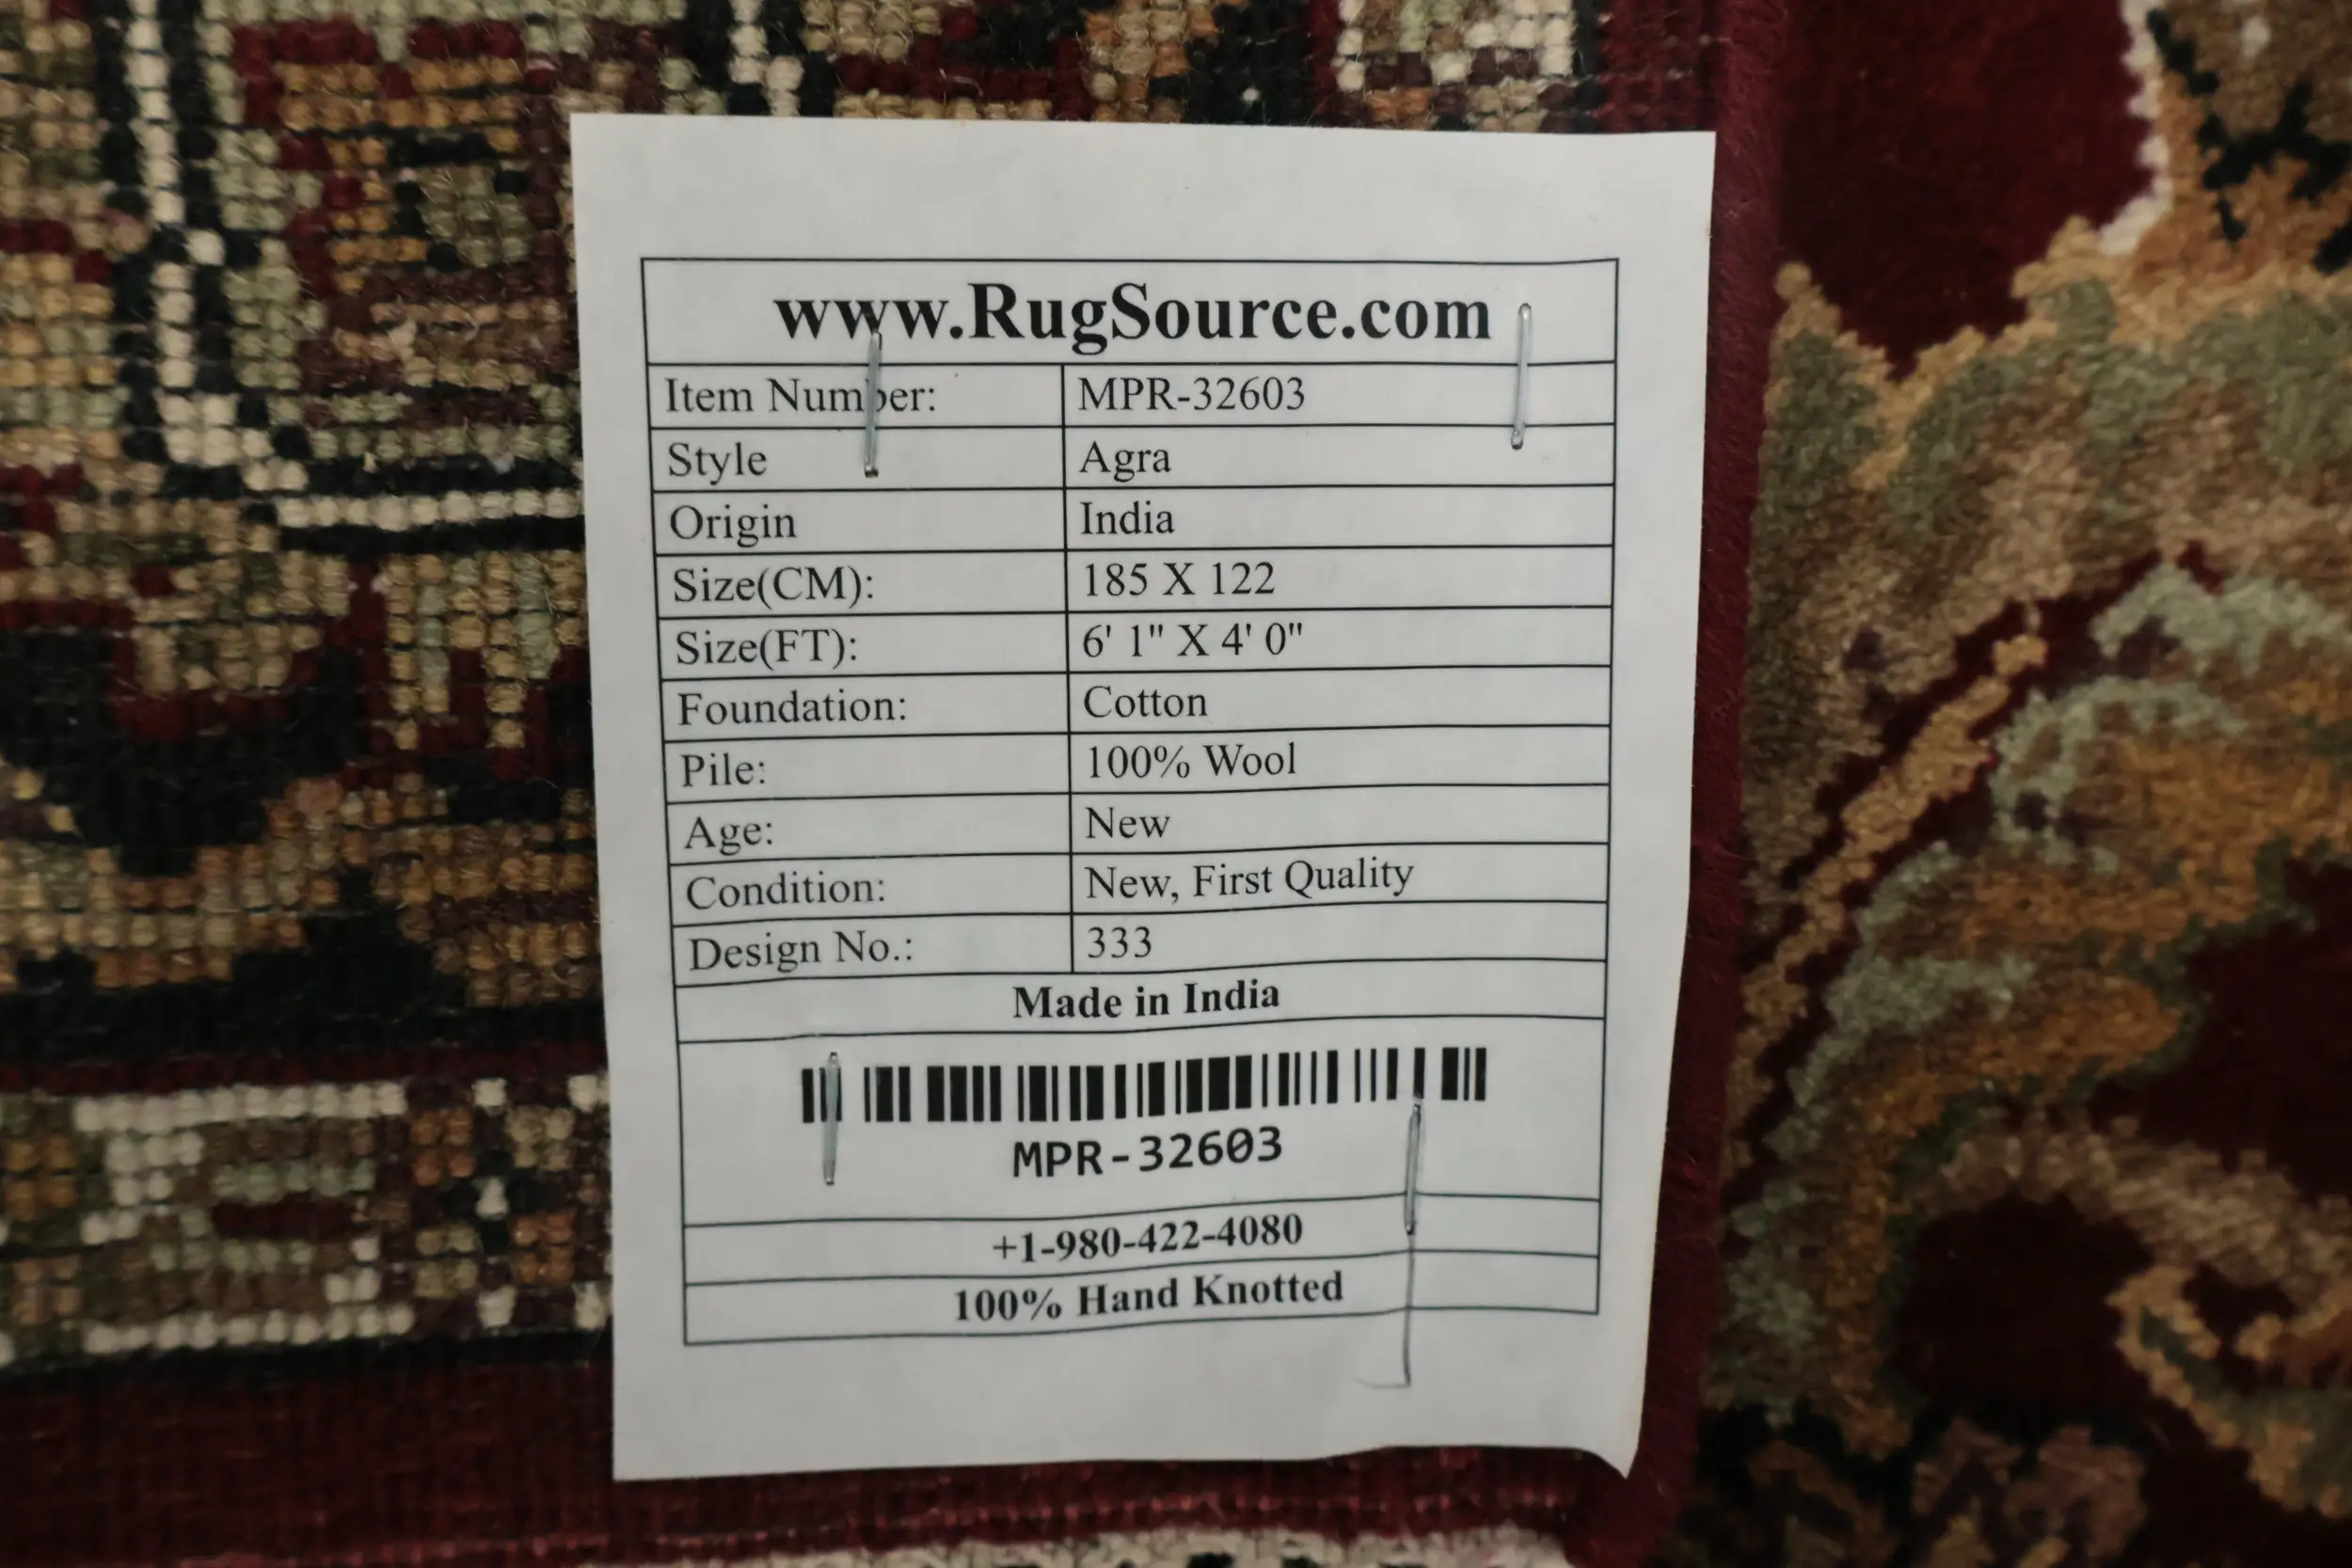 www.RugSource.com
Item Number: MPR-32603
Style Agra
Origin India
Size(CM): 185 X 122
Size(FT): 6' 1" X 4' 0"
Foundation: Cotton
Pile: 100% Wool
Age: New
Condition: New, First Quality
Design No.: 333
Made in India
MPR-32603
+1-980-422-4080
100% Hand Knotted